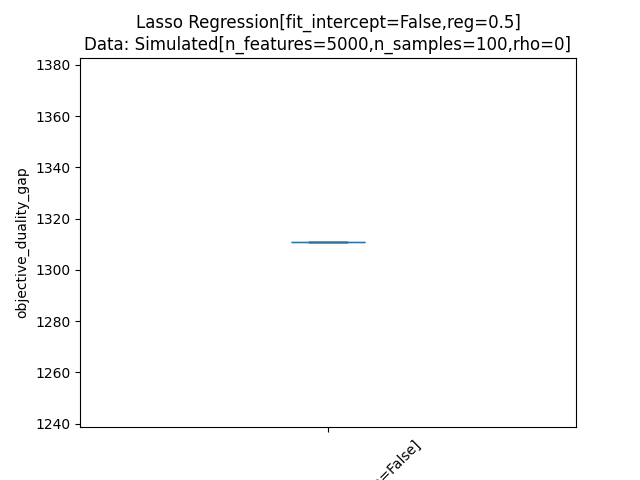 Lasso Regression[fit_intercept=False,reg=0.5]
Data: Simulated[n_features=5000,n_samples=100,rho=0]
1380
1360
1340
1320
1300
1280
1260
1240
objective_duality_gap
=False]